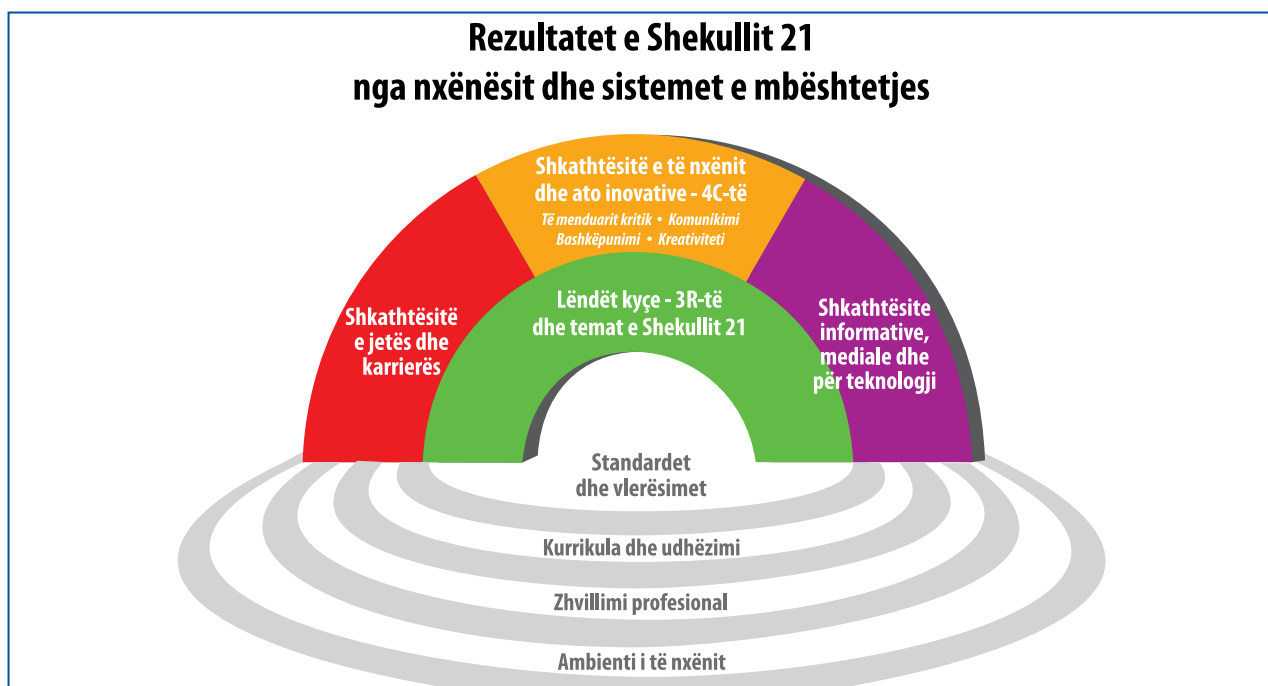 Rezultatet e Shekullit 21
nga nxënësit dhe sistemet e mbështetjes
Shkathtësitë e të nxënit
dhe ato inovative - 4C-të
Të menduarit kritik • Komunikimi
Bashkëpunimi • Kreativiteti
Lëndët kyçe - 3R-të
dhe temat e Shekullit 21
Shkathtësitë
e jetës dhe
karrierës
Shkathtësite
informative,
mediale dhe
për teknologji
Standardet
dhe vlerësimet
Kurrikula dhe udhëzimi
Zhvillimi profesional
Ambienti i të nxënit